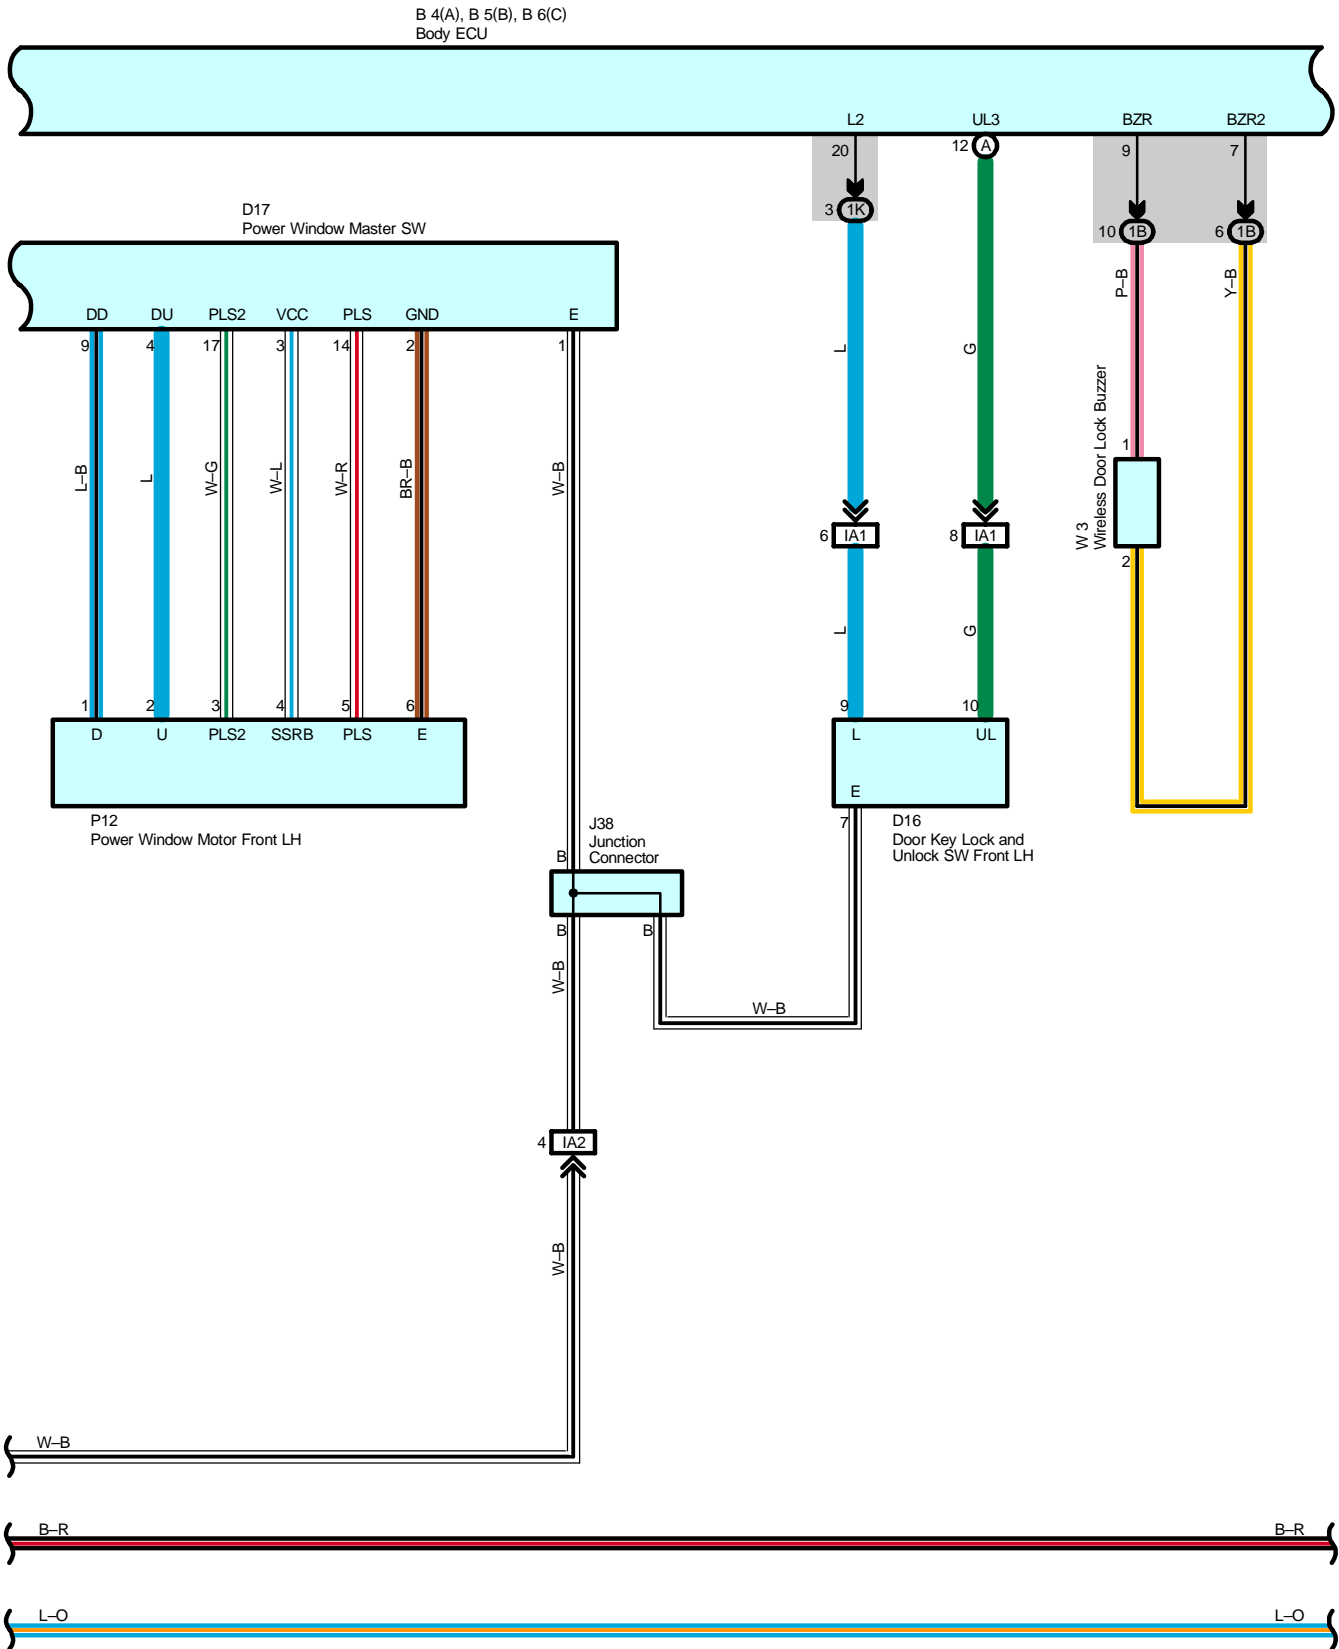 B 4(A), B 5(B), B 6(C)
Body ECU
L2 UL3 BZR BZR2
20 12 A 9 7
3 1K 10 1B 6 1B
D17
Power Window Master SW
DD DU PLS2 VCC PLS GND E
9 4 17 3 14 2 1
P–B Y–B
L G
L–B L W–G W–L W–R BR–B W–B
W 3
Wireless Door Lock Buzzer
1
2
6 IA1 8 IA1
L G
1 2 3 4 5 6 9 10
D U PLS2 SSRB PLS E L UL
E
P12
Power Window Motor Front LH
7
D16
Door Key Lock and
Unlock SW Front LH
J38
Junction
Connector
B
B B
W–B
W–B
4 IA2
W–B
W–B
B–R B–R
L–O L–O